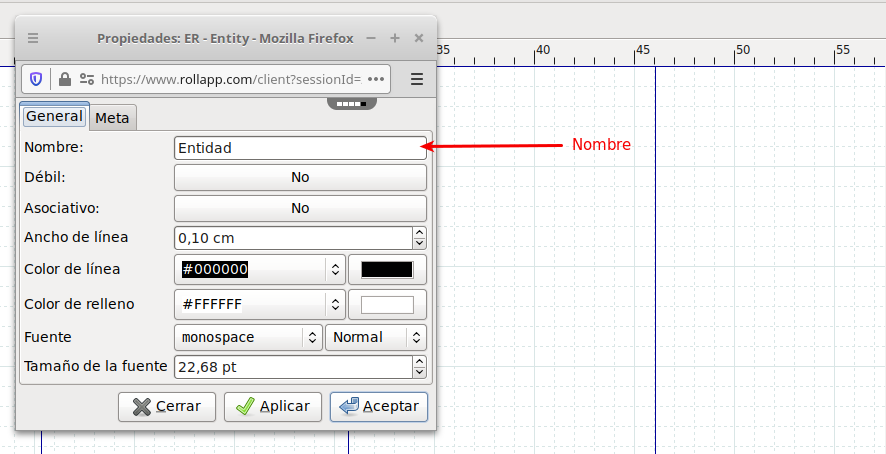 Propiedades: ER - Entity - Mozilla Firefox
https://www.rollapp.com/client?sessionId=
35 40 45 50 55
General Meta
Nombre: Entidad
Nombre
Débil: No
Asociativo: No
Ancho de línea 0,10 cm
Color de línea #000000
Color de relleno #FFFFFF
Fuente monospace Normal
Tamaño de la fuente 22,68 pt
Cerrar Aplicar Aceptar